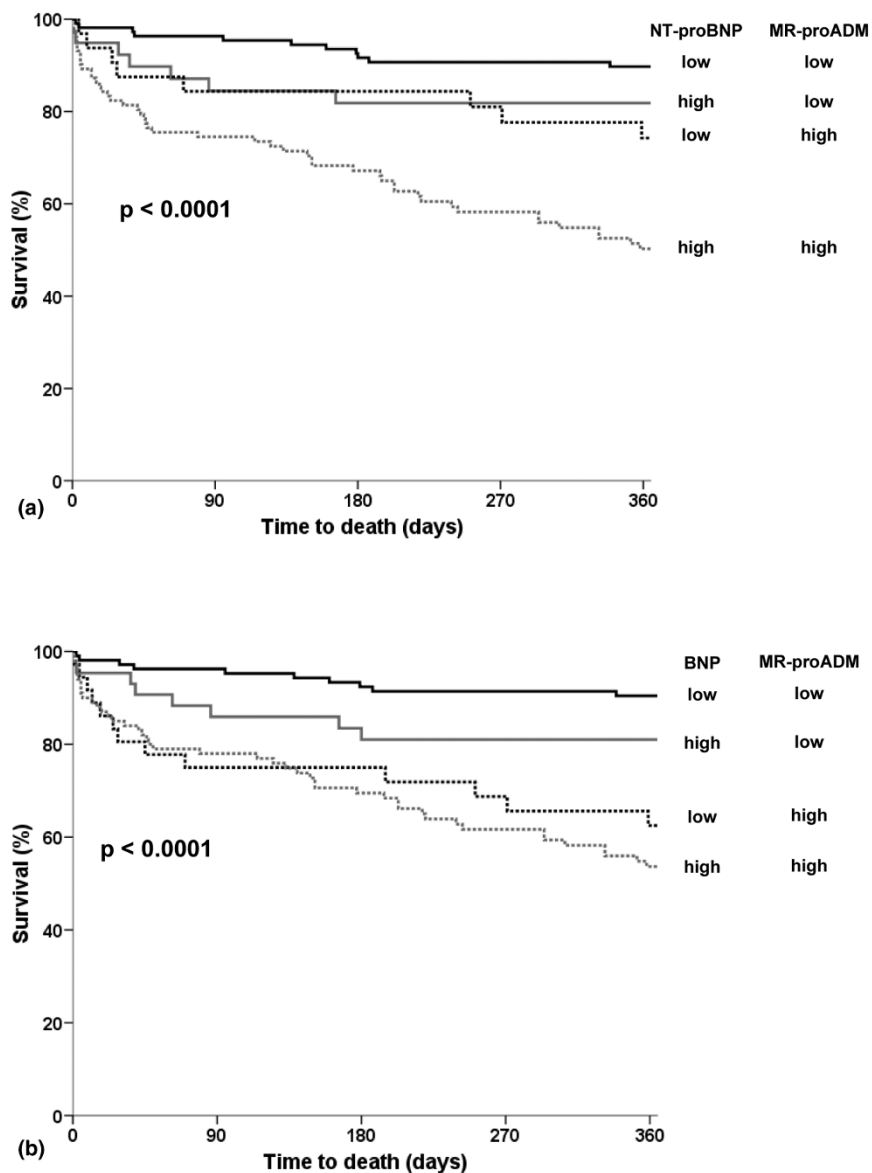 100
NT-proBNP MR-proADM
low low
80
high low
low high
60
p < 0.0001
high high
Survival (%)
40
20
0
0 90 180 270 360
(a)
Time to death (days)
100
BNP MR-proADM
low low
80
high low
low high
60
p < 0.0001
high high
Survival (%)
40
20
0
0 90 180 270 360
(b)
Time to death (days)